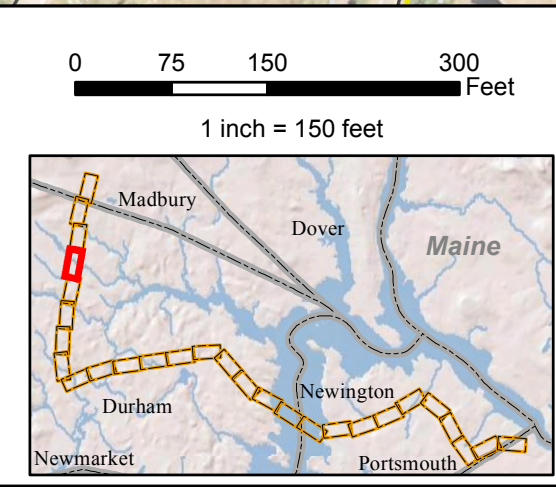 0 75 150 300
Feet
1 inch = 150 feet
Madbury
Dover
Maine
Newington
Durham
Newmarket
Portsmouth